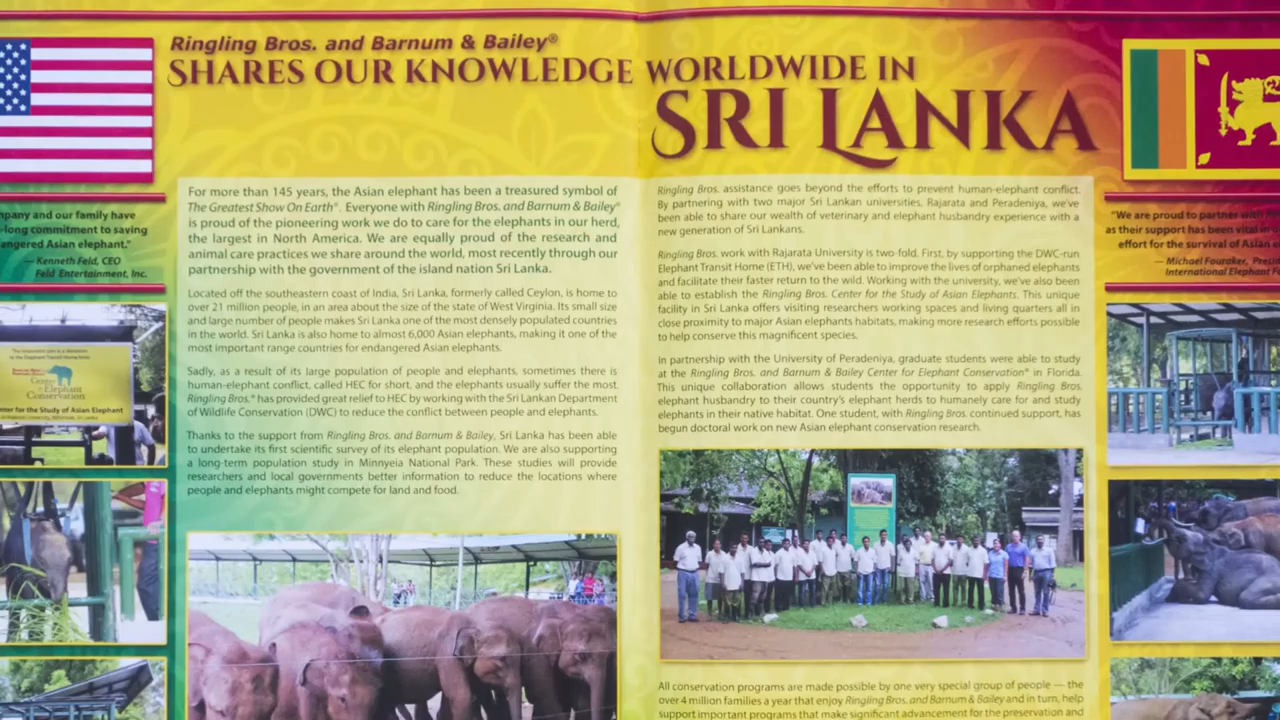 Ringling Bros. and Barnum & Bailey®
SHARES OUR KNOWLEDGE WORLDWIDE IN
SRI LANKA
pany and our family have
-long commitment to saving
angered Asian elephant."
— Kenneth Feld, CEO
Feld Entertainment, Inc.
For more than 145 years, the Asian elephant has been a treasured symbol of
The Greatest Show On Earth®. Everyone with Ringling Bros. and Barnum & Bailey®
is proud of the pioneering work we do to care for the elephants in our herd,
the largest in North America. We are equally proud of the research and
animal care practices we share around the world, most recently through our
partnership with the government of the island nation Sri Lanka.
Located off the southeastern coast of India, Sri Lanka, formerly called Ceylon, is home to
over 21 million people, in an area about the size of the state of West Virginia. Its small size
and large number of people makes Sri Lanka one of the most densely populated countries
in the world. Sri Lanka is also home to almost 6,000 Asian elephants, making it one of the
most important range countries for endangered Asian elephants.
Sadly, as a result of its large population of people and elephants, sometimes there is
human-elephant conflict, called HEC for short, and the elephants usually suffer the most.
Ringling Bros.® has provided great relief to HEC by working with the Sri Lankan Department
of Wildlife Conservation (DWC) to reduce the conflict between people and elephants.
Thanks to the support from Ringling Bros. and Barnum & Bailey, Sri Lanka has been able
to undertake its first scientific survey of its elephant population. We are also supporting
a long-term population study in Minnyeia National Park. These studies will provide
researchers and local governments better information to reduce the locations where
people and elephants might compete for land and food.
Ringling Bros. assistance goes beyond the efforts to prevent human-elephant conflict.
By partnering with two major Sri Lankan universities, Rajarata and Peradeniya, we've
been able to share our wealth of veterinary and elephant husbandry experience with a
new generation of Sri Lankans.
Ringling Bros. work with Rajarata University is two-fold. First, by supporting the DWC-run
Elephant Transit Home (ETH), we've been able to improve the lives of orphaned elephants
and facilitate their faster return to the wild. Working with the university, we've also been
able to establish the Ringling Bros. Center for the Study of Asian Elephants. This unique
facility in Sri Lanka offers visiting researchers working spaces and living quarters all in
close proximity to major Asian elephants habitats, making more research efforts possible
to help conserve this magnificent species.
In partnership with the University of Peradeniya, graduate students were able to study
at the Ringling Bros. and Barnum & Bailey Center for Elephant Conservation® in Florida.
This unique collaboration allows students the opportunity to apply Ringling Bros.
elephant husbandry to their country's elephant herds to humanely care for and study
elephants in their native habitat. One student, with Ringling Bros. continued support, has
begun doctoral work on new Asian elephant conservation research.
All conservation programs are made possible by one very special group of people — the
over 4 million families a year that enjoy Ringling Bros. and Barnum & Bailey and in turn, help
support important programs that make significant advancement for the preservation and
"We are proud to partner with
as their support has been vital in
effort for the survival of Asian
— Michael Fouraker,
International Elephant
Center
for Elephant
Conservation
nter for the Study of Asian Elephants